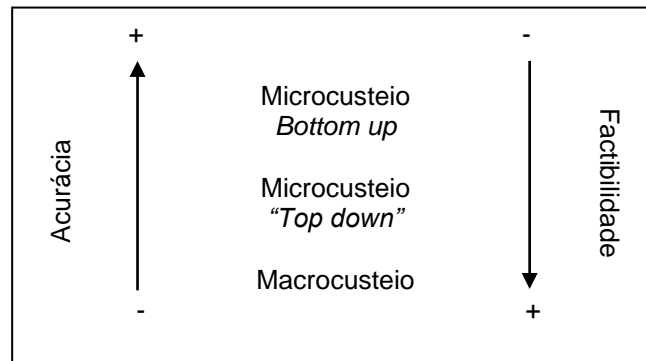 +
-
Microcusteio
Bottom up
Acurácia
Factibilidade
Microcusteio
“Top down”
Macrocusteio
-
+